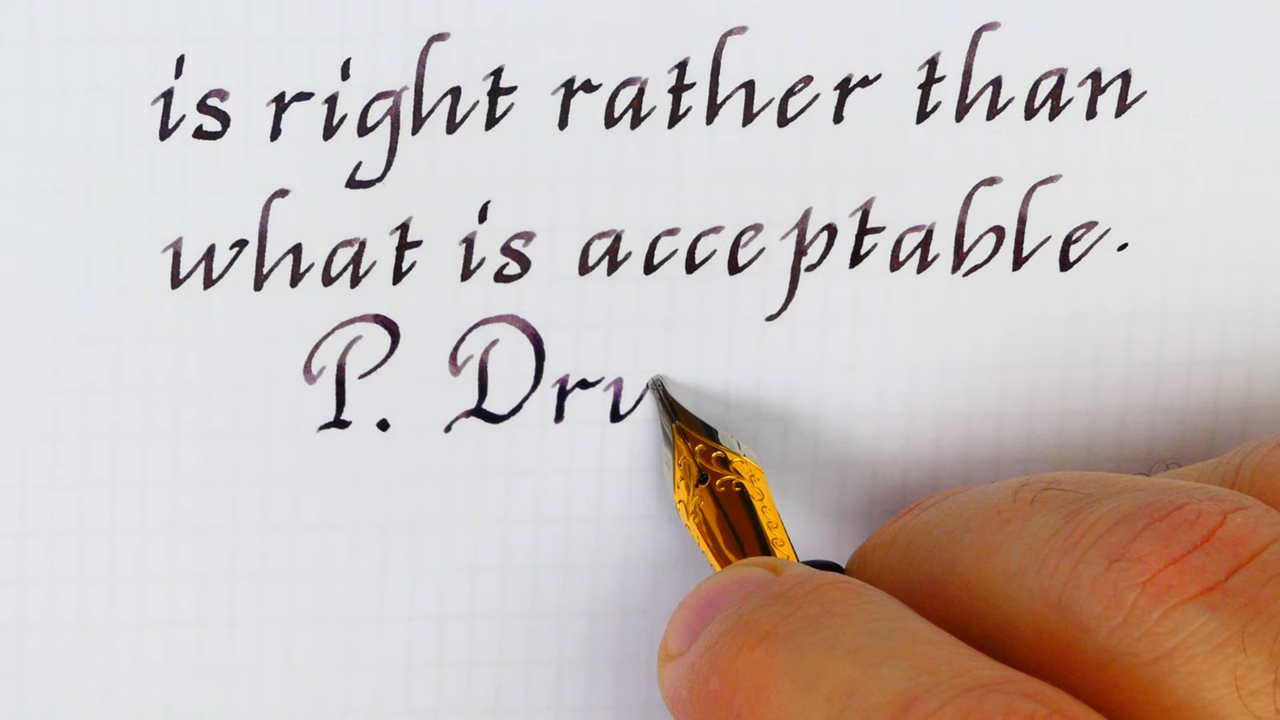 is right rather than
what is acceptable.
P. Dru